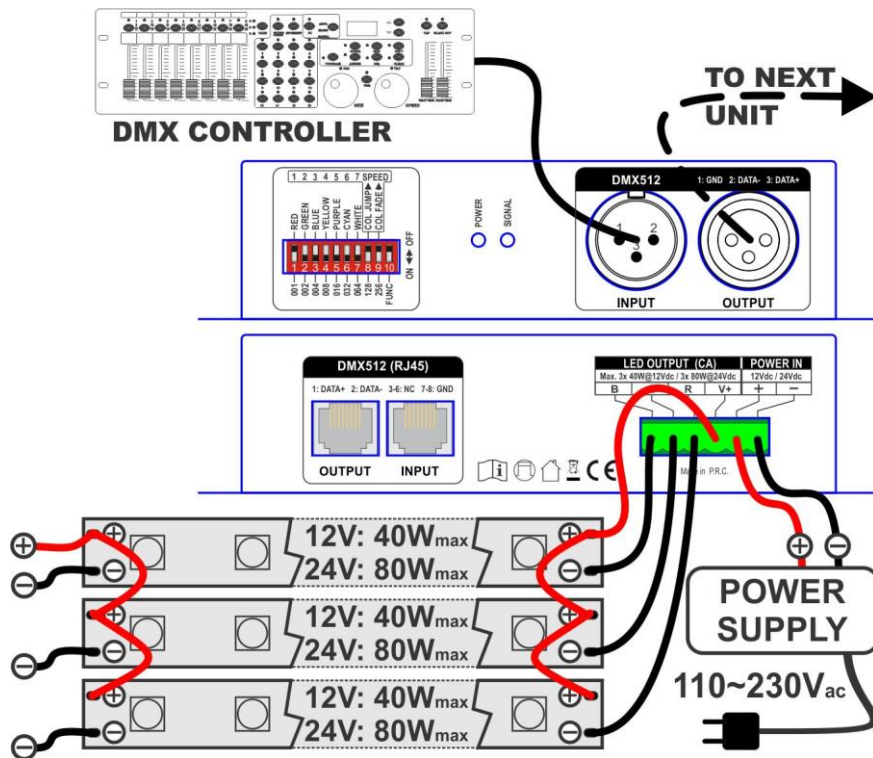 DMX CONTROLLER
TO NEXT
UNIT
1 2 3 4 5 6 7 SPEED
RED
GREEN
BLUE
YELLOW
PURPLE
CYAN
WHITE
COL JUMP
COL FADE
1 2 3 4 5 6 7 8 9 10
ON
OFF
001
002
004
008
016
032
064
128
256
FUNC
POWER
SIGNAL
DMX512
1: GND 2: DATA- 3: DATA+
1
2
3
INPUT
OUTPUT
DMX512 (RJ45)
1: DATA+ 2: DATA- 3-6: NC 7-8: GND
OUTPUT
INPUT
LED OUTPUT (CA)
POWER IN
Max. 3x 40W@12Vdc / 3x 80W@24Vdc
12Vdc / 24Vdc
B
R
V+
+
−
i
CE
Made in P.R.C.
+
−
+
−
12V: 40Wmax
24V: 80Wmax
+
−
−
+
−
12V: 40Wmax
24V: 80Wmax
+
−
−
+
−
12V: 40Wmax
24V: 80Wmax
+
−
−
+
−
POWER
SUPPLY
110~230Vac